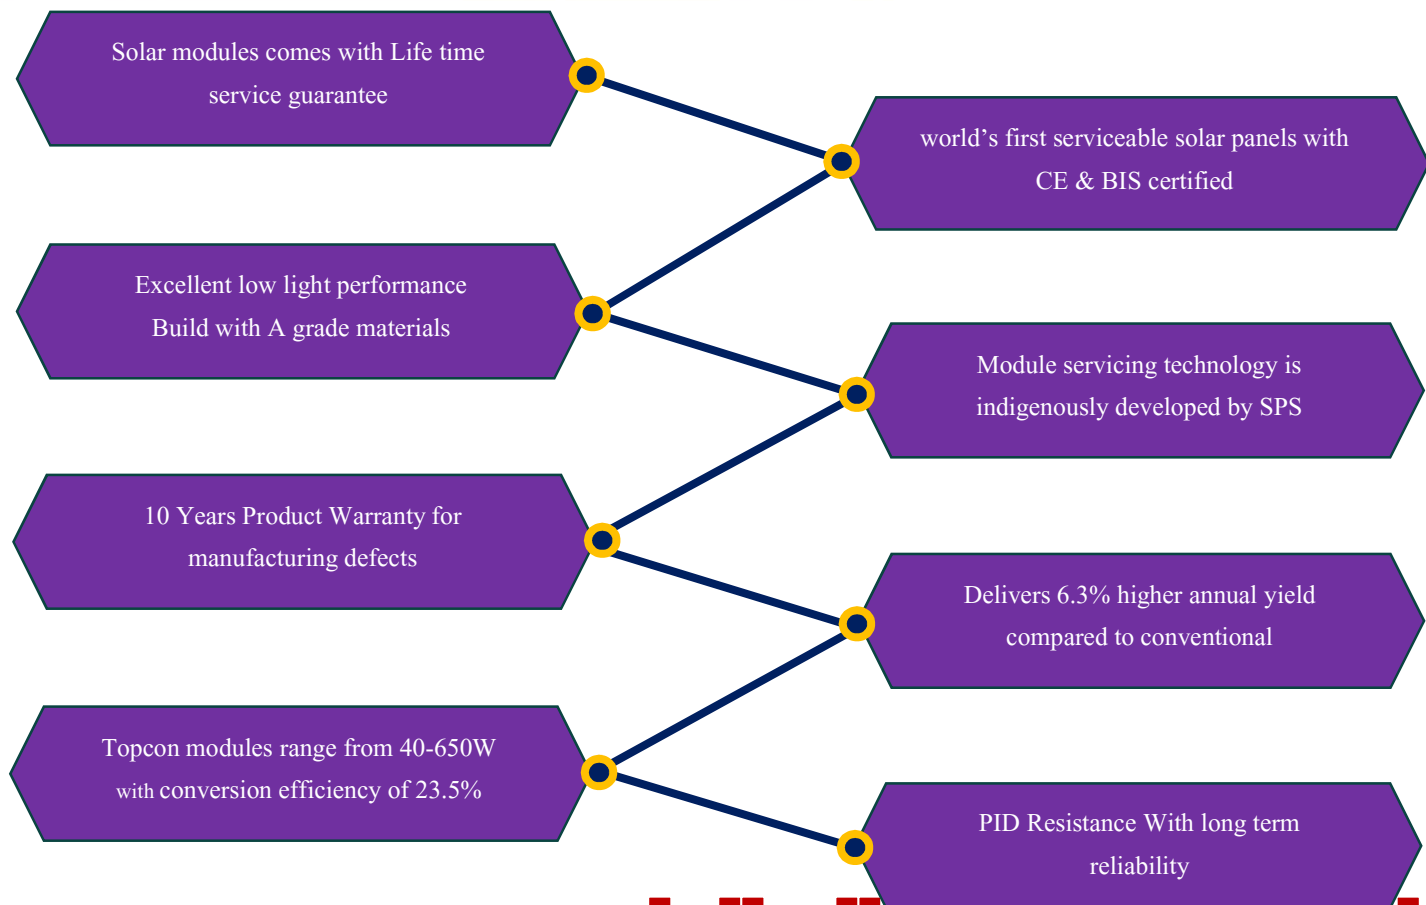 Solar modules comes with Life time
service guarantee
world’s first serviceable solar panels with
CE & BIS certified
Excellent low light performance
Build with A grade materials
Module servicing technology is
indigenously developed by SPS
10 Years Product Warranty for
manufacturing defects
Delivers 6.3% higher annual yield
compared to conventional
Topcon modules range from 40-650W
with conversion efficiency of 23.5%
PID Resistance With long term
reliability